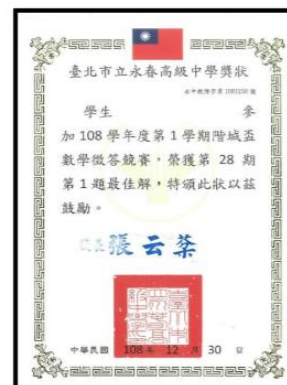 臺北市立永春高級中學獎狀
學生 參
加108學年度第1學期階城盃
數學徵答競賽，榮獲第 28 期
第1題最佳解，特頒此狀以茲
鼓勵。
校長 張云棻
中華民國 108 年 12 月 30 日